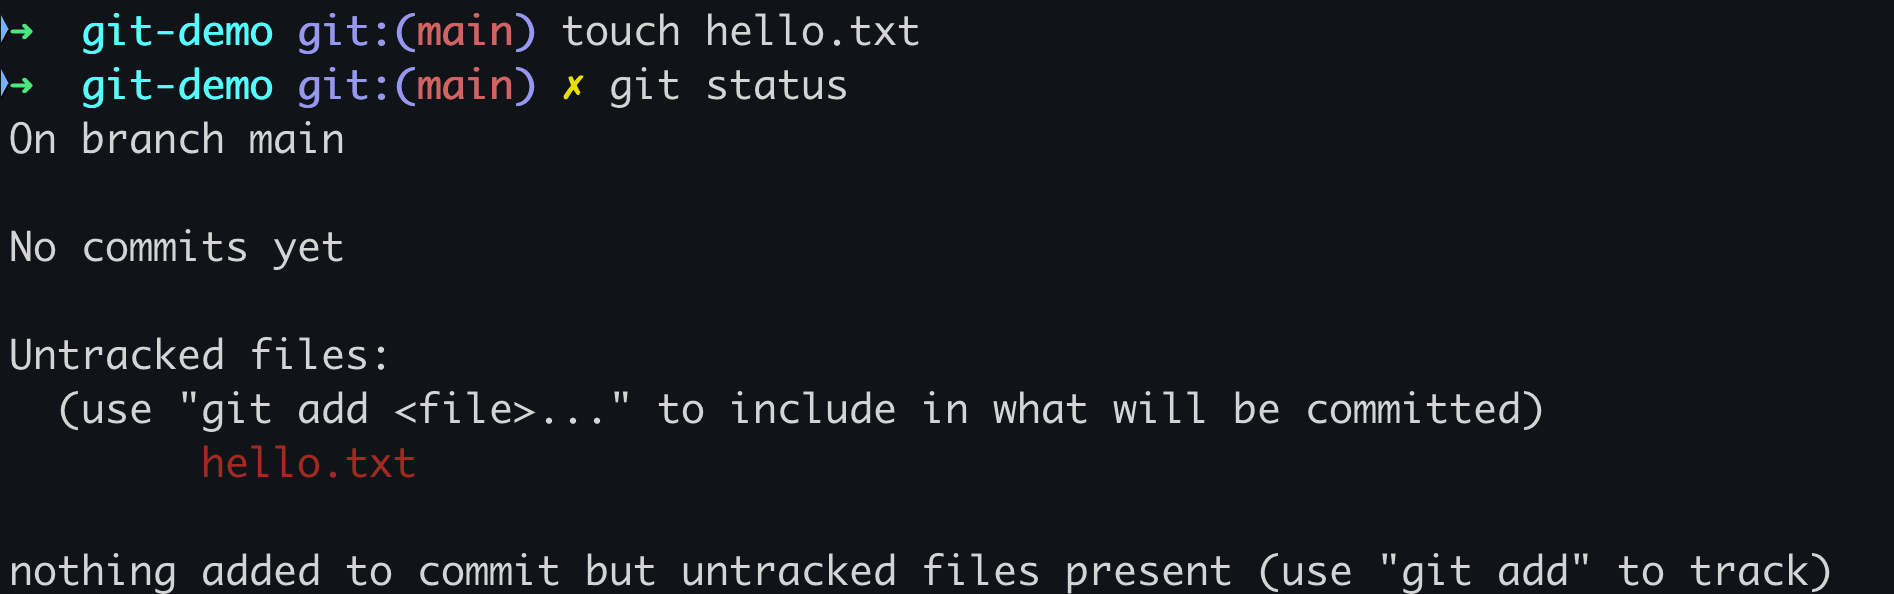 ➜  git-demo git:(main) touch hello.txt
➜  git-demo git:(main) ✗ git status
On branch main
No commits yet
Untracked files:
  (use "git add <file>..." to include in what will be committed)
        hello.txt
nothing added to commit but untracked files present (use "git add" to track)